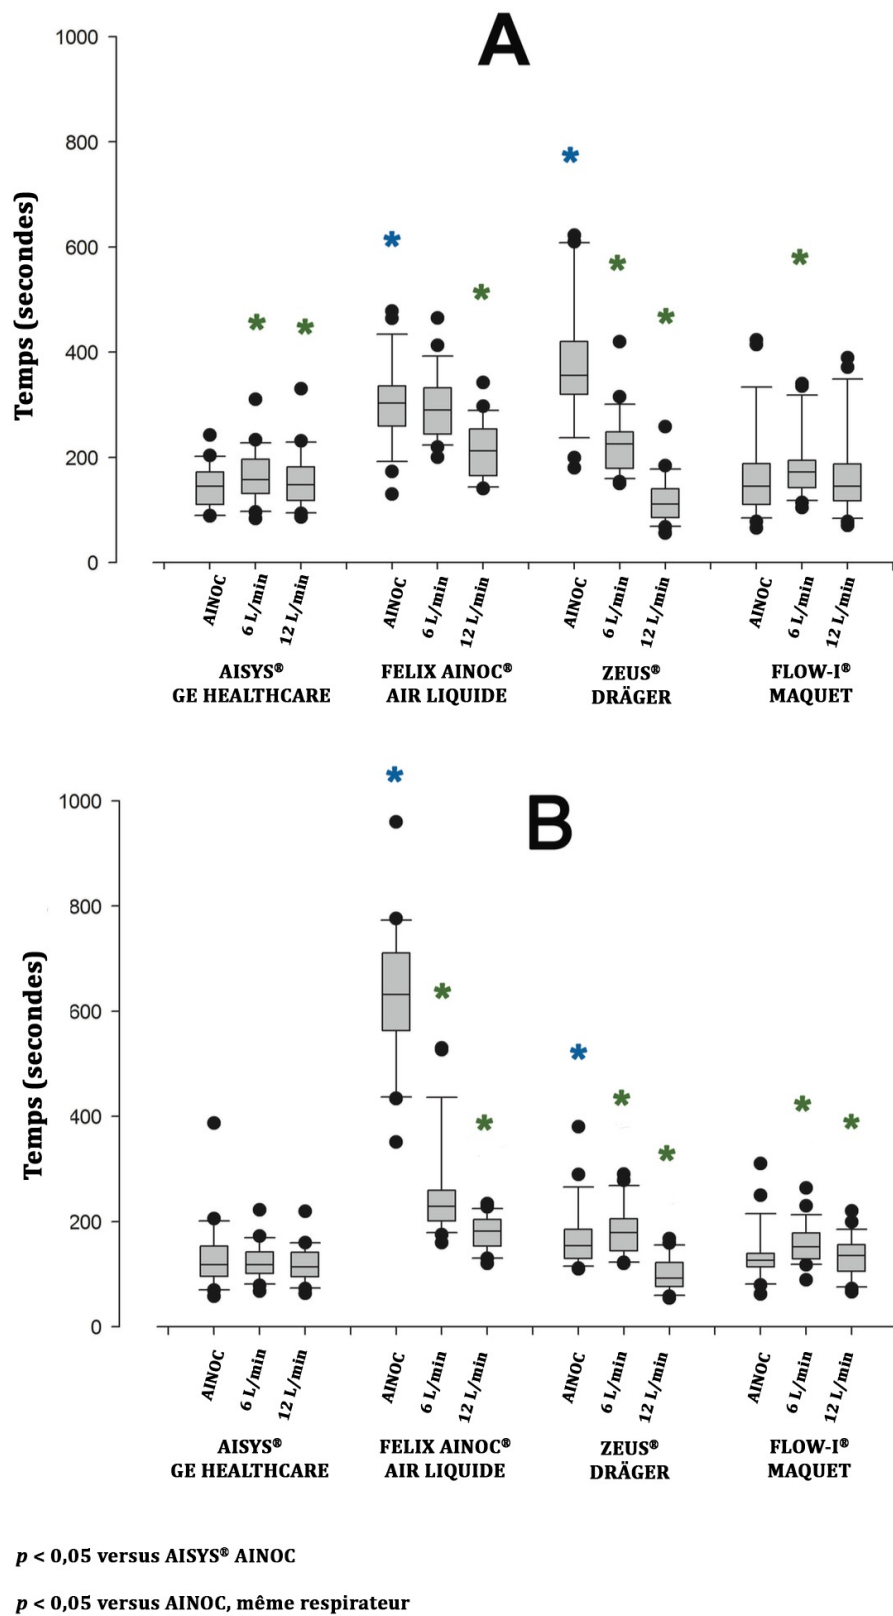 A
1000
800
600
400
200
0
Temps (secondes)
* * * * * * * *
AINOC 6 L/min 12 L/min AINOC 6 L/min 12 L/min AINOC 6 L/min 12 L/min AINOC 6 L/min 12 L/min
AISYS® FELIX AINOC® ZEUS® FLOW-I®
GE HEALTHCARE AIR LIQUIDE DRÄGER MAQUET
B
1000
800
600
400
200
0
Temps (secondes)
* * * * * * * *
AINOC 6 L/min 12 L/min AINOC 6 L/min 12 L/min AINOC 6 L/min 12 L/min AINOC 6 L/min 12 L/min
AISYS® FELIX AINOC® ZEUS® FLOW-I®
GE HEALTHCARE AIR LIQUIDE DRÄGER MAQUET
p < 0,05 versus AISYS® AINOC
p < 0,05 versus AINOC, même respirateur